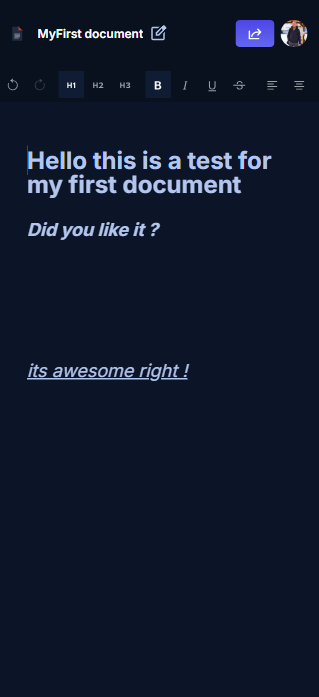 MyFirst document
H1 H2 H3 B I U S
Hello this is a test for
my first document
Did you like it ?
its awesome right !